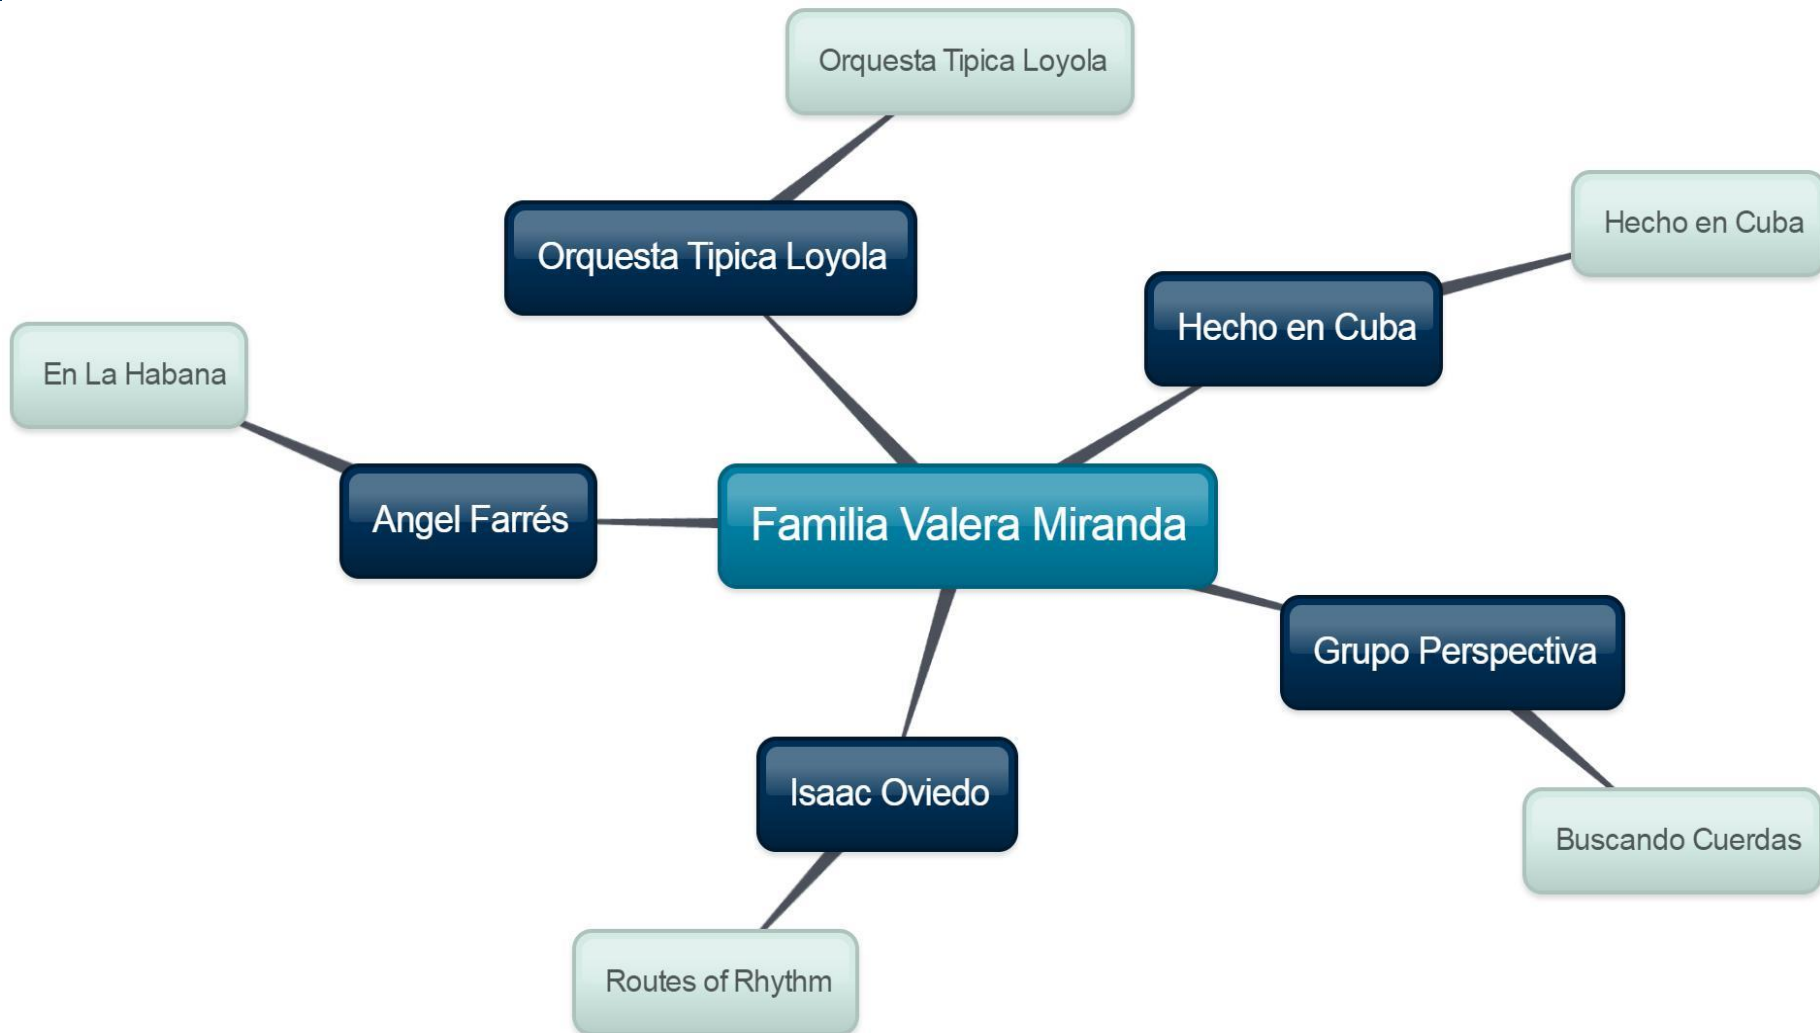 Orquesta Tipica Loyola
Hecho en Cuba
Orquesta Tipica Loyola
Hecho en Cuba
En La Habana
Angel Farrés
Familia Valera Miranda
Grupo Perspectiva
Isaac Oviedo
Buscando Cuerdas
Routes of Rhythm